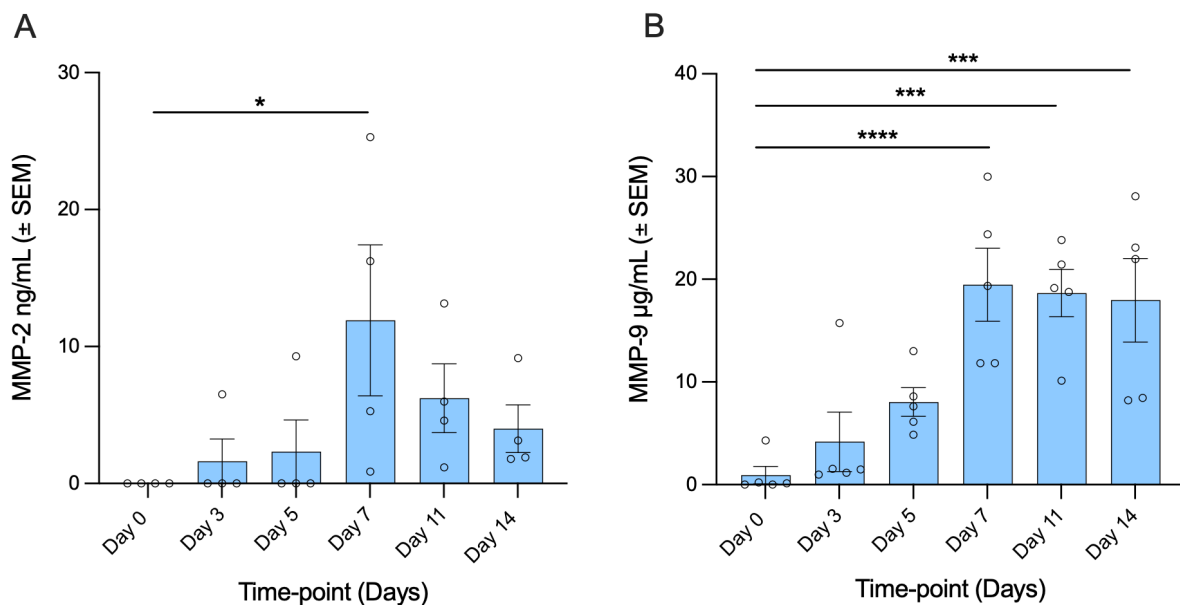 A
MMP-2 ng/mL (± SEM)
30
20
10
0
*
Day 0
Day 3
Day 5
Day 7
Day 11
Day 14
Time-point (Days)
B
MMP-9 µg/mL (± SEM)
40
30
20
10
0
***
***
****
Day 0
Day 3
Day 5
Day 7
Day 11
Day 14
Time-point (Days)